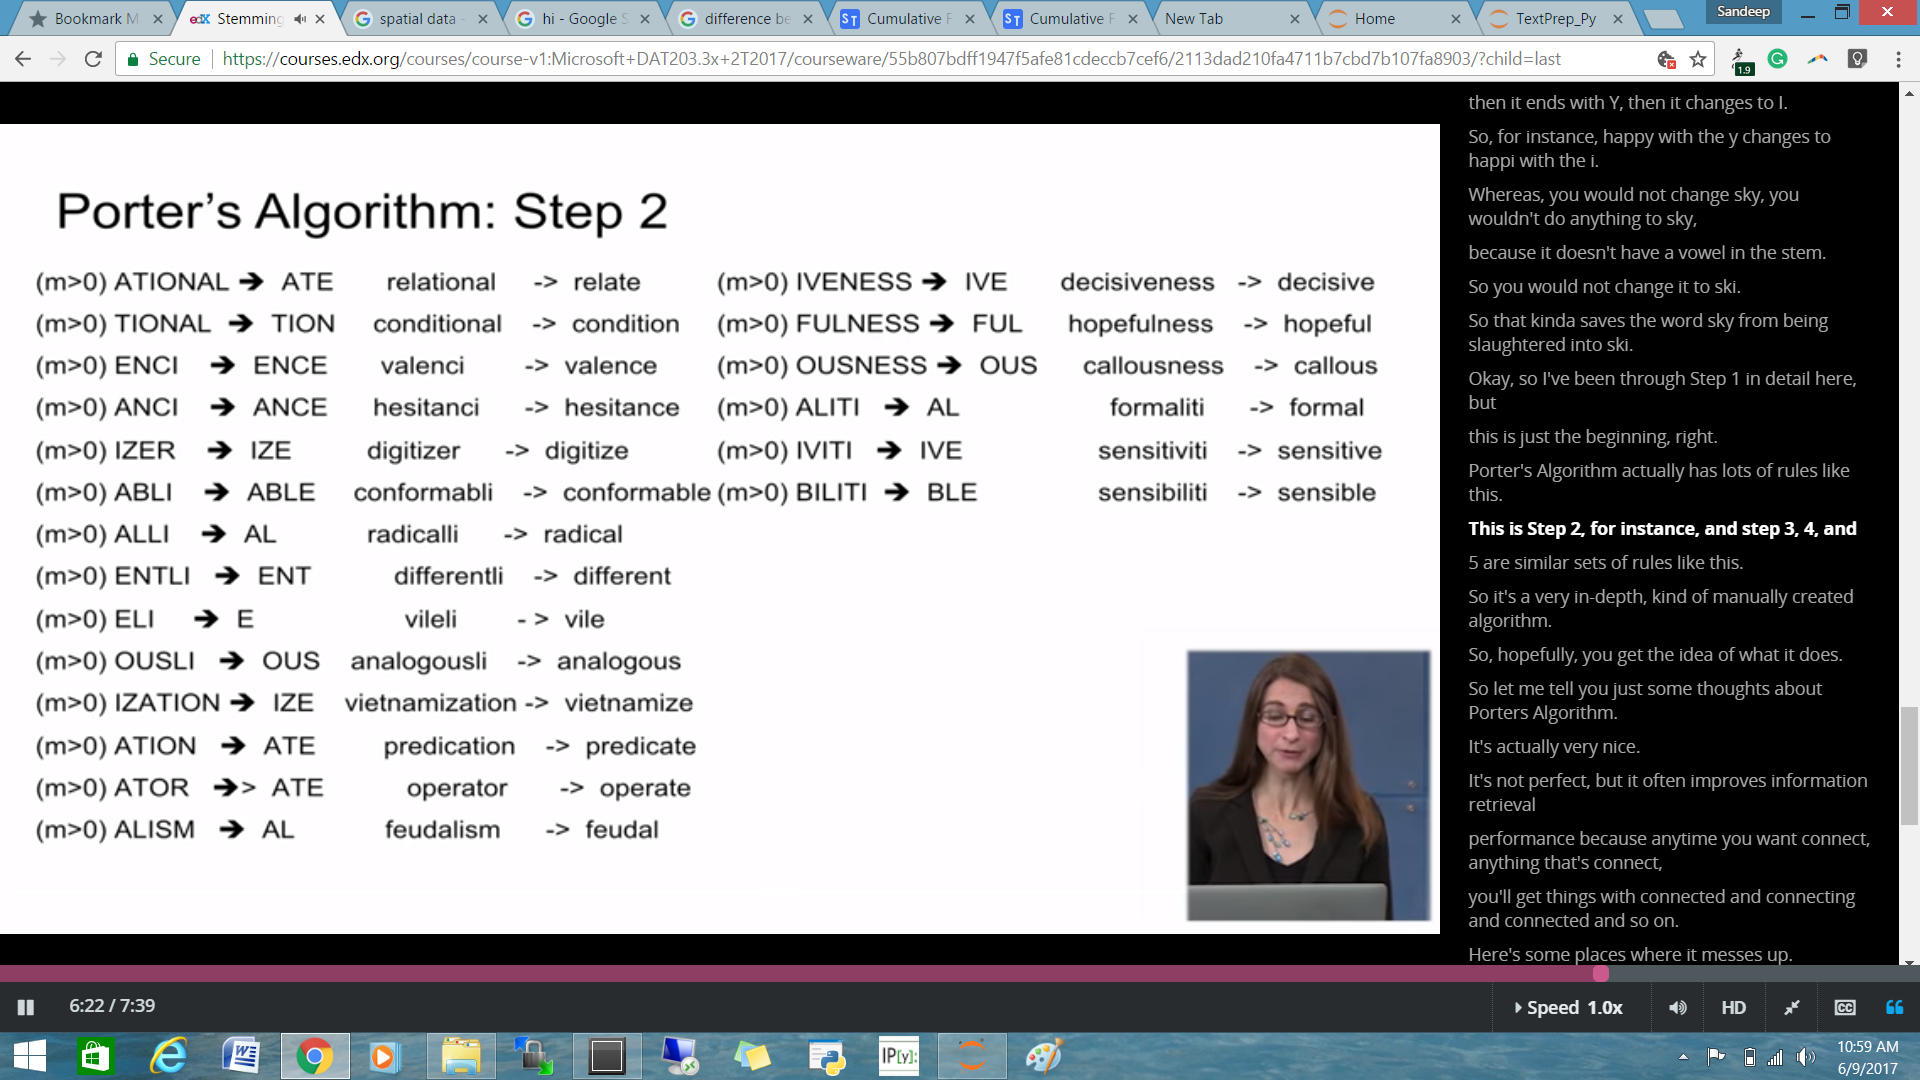 Bookmark M
edX Stemming
spatial data -
hi - Google S
difference be
ST Cumulative F
ST Cumulative F
New Tab
Home
TextPrep_Py
Sandeep
Secure https://courses.edx.org/courses/course-v1:Microsoft+DAT203.3x+2T2017/courseware/55b807bdff1947f5afe81cdeccb7cef6/2113dad210fa4711b7cbd7b107fa8903/?child=last
1.9
Porter's Algorithm: Step 2
(m>0) ATIONAL ➔ ATE relational -> relate
(m>0) TIONAL ➔ TION conditional -> condition
(m>0) ENCI ➔ ENCE valenci -> valence
(m>0) ANCI ➔ ANCE hesitanci -> hesitance
(m>0) IZER ➔ IZE digitizer -> digitize
(m>0) ABLI ➔ ABLE conformabli -> conformable
(m>0) ALLI ➔ AL radicalli -> radical
(m>0) ENTLI ➔ ENT differentli -> different
(m>0) ELI ➔ E vileli - > vile
(m>0) OUSLI ➔ OUS analogousli -> analogous
(m>0) IZATION ➔ IZE vietnamization -> vietnamize
(m>0) ATION ➔ ATE predication -> predicate
(m>0) ATOR ➔> ATE operator -> operate
(m>0) ALISM ➔ AL feudalism -> feudal
(m>0) IVENESS ➔ IVE decisiveness -> decisive
(m>0) FULNESS ➔ FUL hopefulness -> hopeful
(m>0) OUSNESS ➔ OUS callousness -> callous
(m>0) ALITI ➔ AL formaliti -> formal
(m>0) IVITI ➔ IVE sensitiviti -> sensitive
(m>0) BILITI ➔ BLE sensibiliti -> sensible
then it ends with Y, then it changes to I.
So, for instance, happy with the y changes to
happi with the i.
Whereas, you would not change sky, you
wouldn't do anything to sky,
because it doesn't have a vowel in the stem.
So you would not change it to ski.
So that kinda saves the word sky from being
slaughtered into ski.
Okay, so I've been through Step 1 in detail here,
but
this is just the beginning, right.
Porter's Algorithm actually has lots of rules like
this.
This is Step 2, for instance, and step 3, 4, and
5 are similar sets of rules like this.
So it's a very in-depth, kind of manually created
algorithm.
So, hopefully, you get the idea of what it does.
So let me tell you just some thoughts about
Porters Algorithm.
It's actually very nice.
It's not perfect, but it often improves information
retrieval
performance because anytime you want connect,
anything that's connect,
you'll get things with connected and connecting
and connected and so on.
Here's some places where it messes up.
6:22 / 7:39
Speed 1.0x
HD
CC
IP[y]:
10:59 AM
6/9/2017